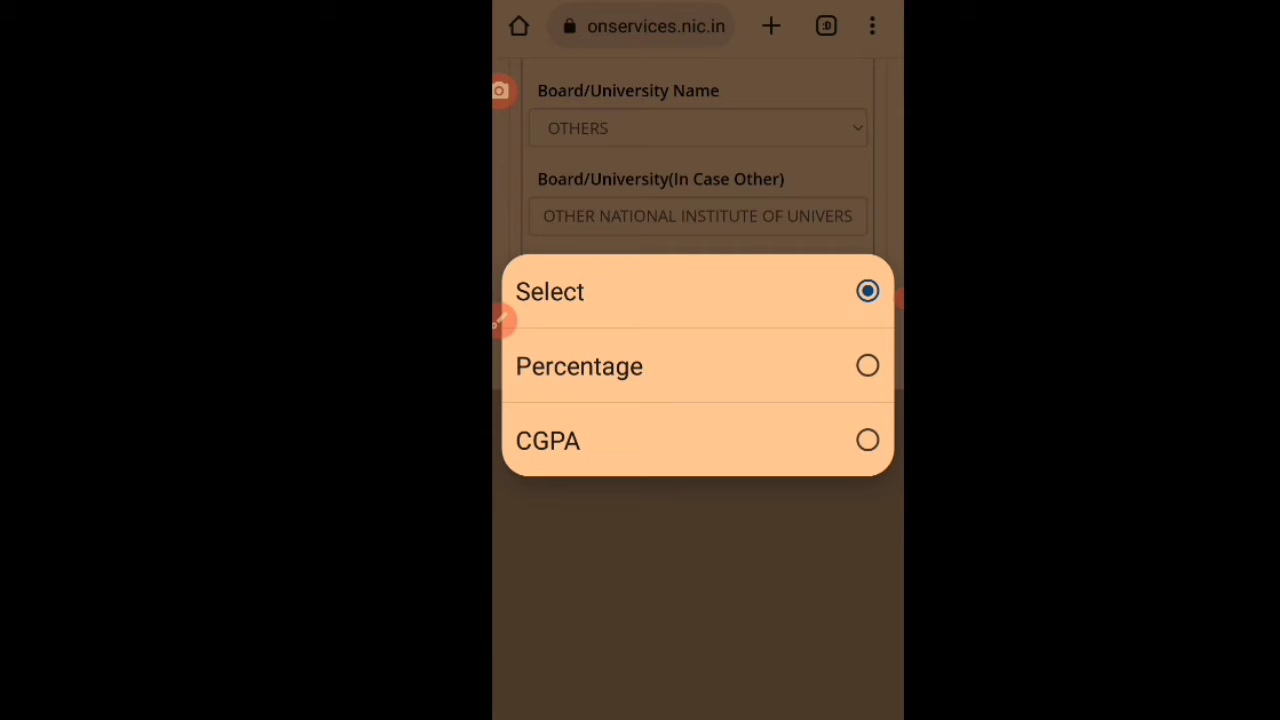 onservices.nic.in
:D
Board/University Name
OTHERS
Board/University(In Case Other)
OTHER NATIONAL INSTITUTE OF UNIVERS
Select
Percentage
CGPA